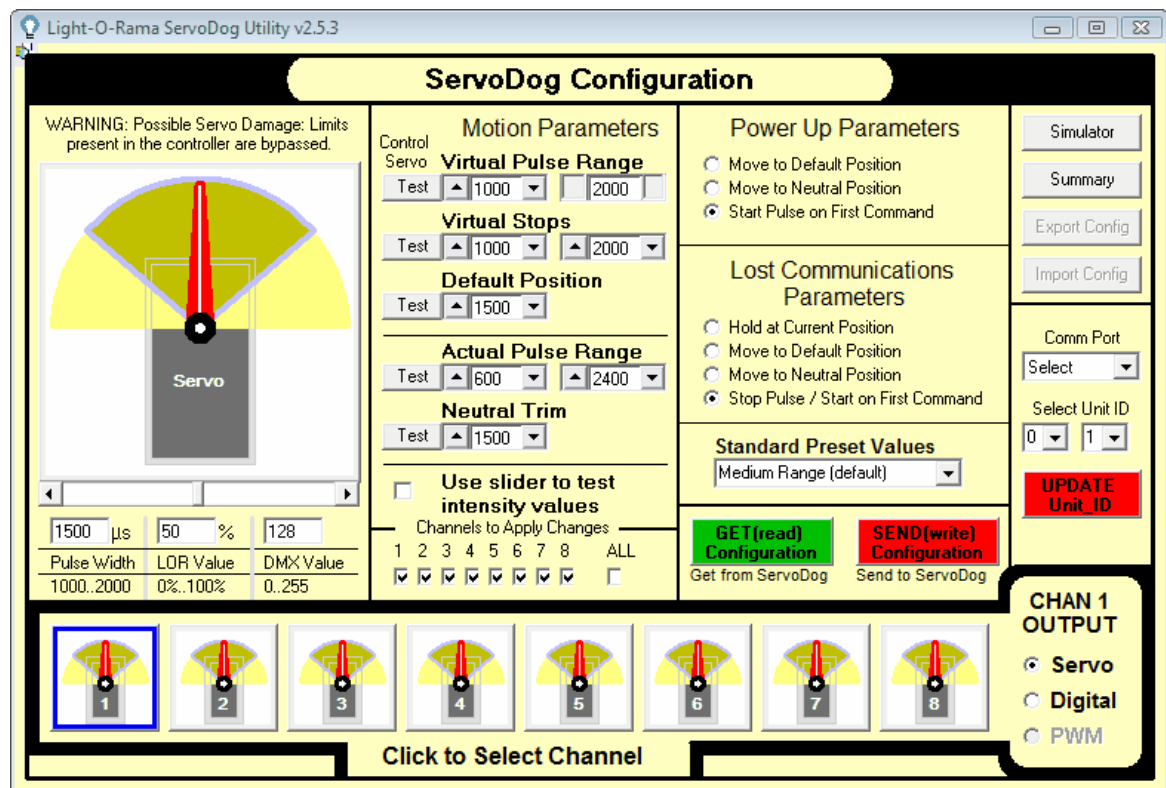 Light-O-Rama ServoDog Utility v2.5.3
ServoDog Configuration
WARNING: Possible Servo Damage: Limits
present in the controller are bypassed.
Servo
1500 µs 50 % 128
Pulse Width LOR Value DMX Value
1000..2000 0%..100% 0..255
Motion Parameters
Control
Servo
Virtual Pulse Range
Test 1000 2000
Virtual Stops
Test 1000 2000
Default Position
Test 1500
Actual Pulse Range
Test 600 2400
Neutral Trim
Test 1500
Use slider to test
intensity values
Channels to Apply Changes
1 2 3 4 5 6 7 8 ALL
Power Up Parameters
Move to Default Position
Move to Neutral Position
Start Pulse on First Command
Lost Communications
Parameters
Hold at Current Position
Move to Default Position
Move to Neutral Position
Stop Pulse / Start on First Command
Standard Preset Values
Medium Range (default)
GET(read)
Configuration
Get from ServoDog
SEND(write)
Configuration
Send to ServoDog
Simulator
Summary
Export Config
Import Config
Comm Port
Select
Select Unit ID
0 1
UPDATE
Unit_ID
1 2 3 4 5 6 7 8
Click to Select Channel
CHAN 1
OUTPUT
Servo
Digital
PWM